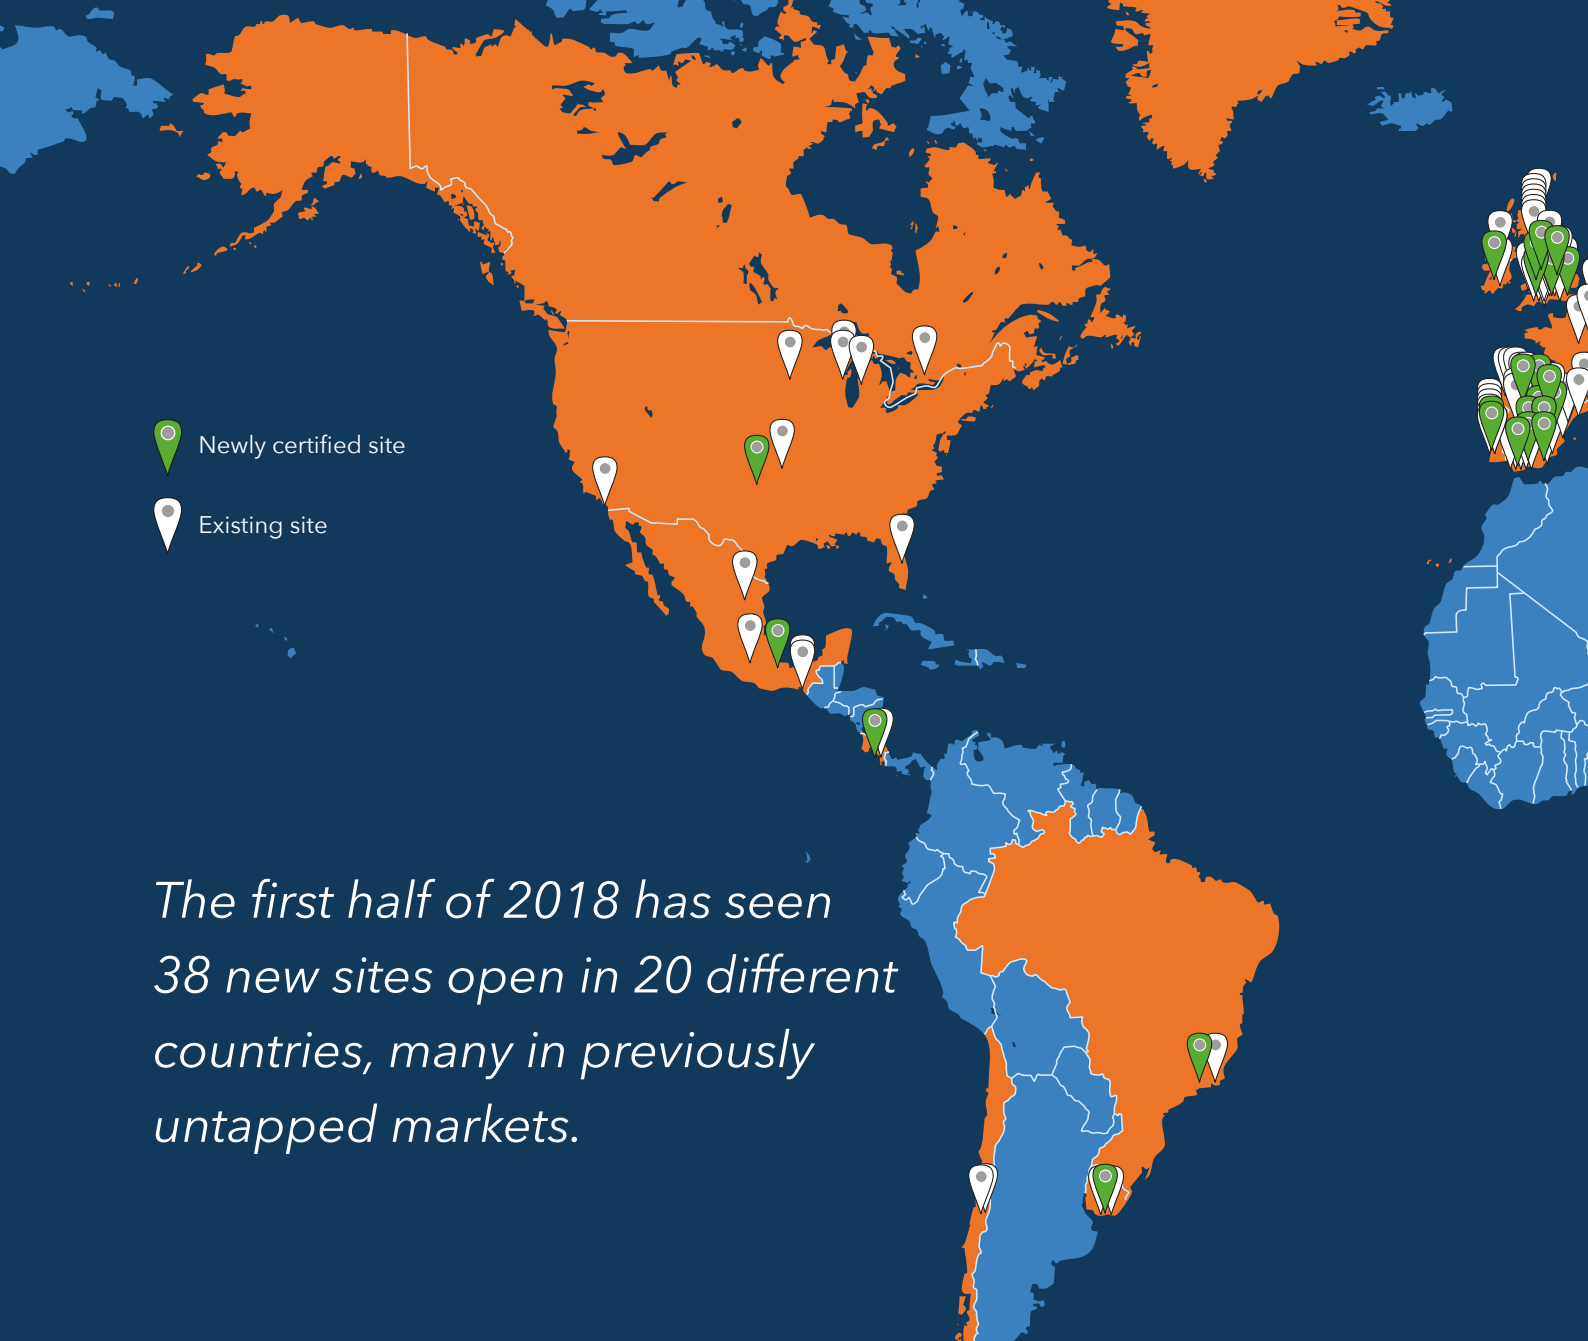 Newly certified site
Existing site
The first half of 2018 has seen
38 new sites open in 20 different
countries, many in previously
untapped markets.